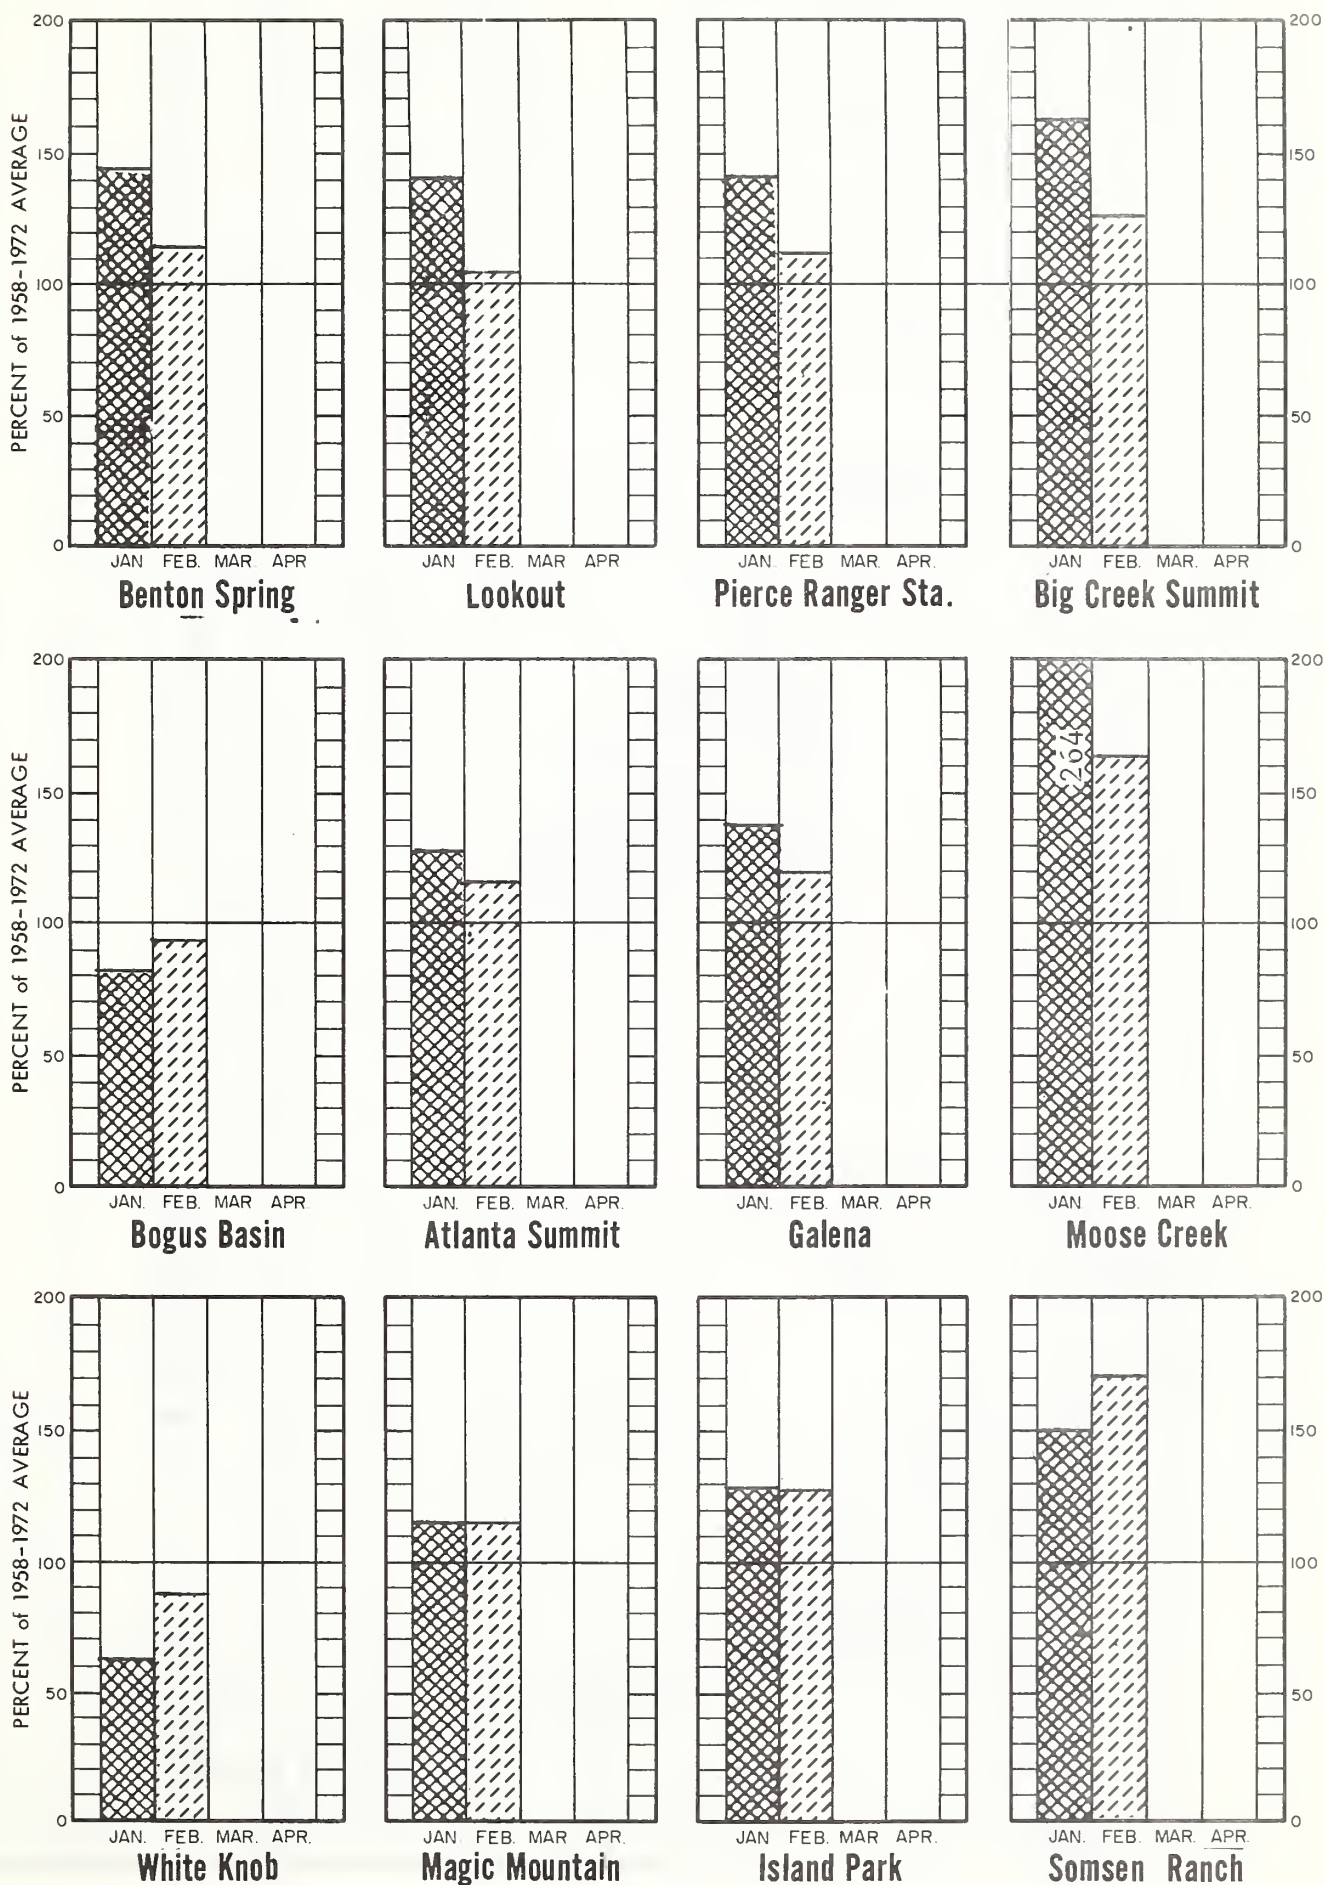 200
150
100
50
0
PERCENT of 1958-1972 AVERAGE
JAN FEB. MAR. APR
Benton Spring
JAN FEB. MAR APR
Lookout
JAN. FEB MAR. APR.
Pierce Ranger Sta.
200
150
100
50
0
JAN FEB. MAR. APR.
Big Creek Summit
200
150
100
50
0
PERCENT of 1958-1972 AVERAGE
JAN. FEB. MAR APR.
Bogus Basin
JAN. FEB. MAR. APR.
Atlanta Summit
JAN. FEB. MAR. APR
Galena
200
150
100
50
0
264
JAN. FEB. MAR APR.
Moose Creek
200
150
100
50
0
PERCENT of 1958-1972 AVERAGE
JAN. FEB. MAR. APR.
White Knob
JAN. FEB. MAR APR.
Magic Mountain
JAN FEB. MAR APR.
Island Park
200
150
100
50
0
JAN. FEB. MAR. APR.
Somsen Ranch